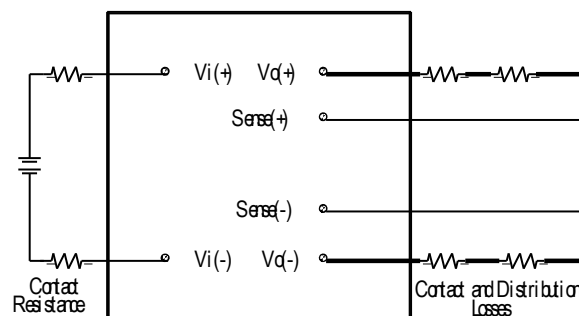 Vi(+) Vo(+)
Sense(+)
Sense(-)
Vi(-) Vo(-)
Contact
Resistance
Contact and Distribution
Losses